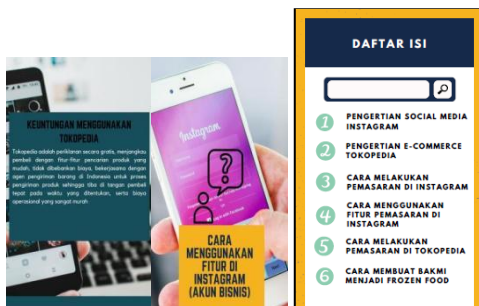 KEUNTUNGAN MENGGUNAKAN
TOKOPEDIA
Tokopedia adalah periklanan secara gratis, menjangkau
pembeli dengan fitur-fitur pencarian produk yang
mudah, tidak dibebankan biaya, bekerjasama dengan
agen pengiriman barang di Indonesia untuk proses
pengiriman produk sehingga tiba di tangan pembeli
tepat pada waktu yang ditentukan, serta biaya
operasional yang sangat murah
Instagram
CARA
MENGGUNAKAN
FITUR DI
INSTAGRAM
(AKUN BISNIS)
DAFTAR ISI
1 PENGERTIAN SOCIAL MEDIA
INSTAGRAM
2 PENGERTIAN E-COMMERCE
TOKOPEDIA
3 CARA MELAKUKAN
PEMASARAN DI INSTAGRAM
4 CARA MENGGUNAKAN
FITUR PEMASARAN DI
INSTAGRAM
5 CARA MELAKUKAN
PEMASARAN DI TOKOPEDIA
6 CARA MEMBUAT BAKMI
MENJADI FROZEN FOOD